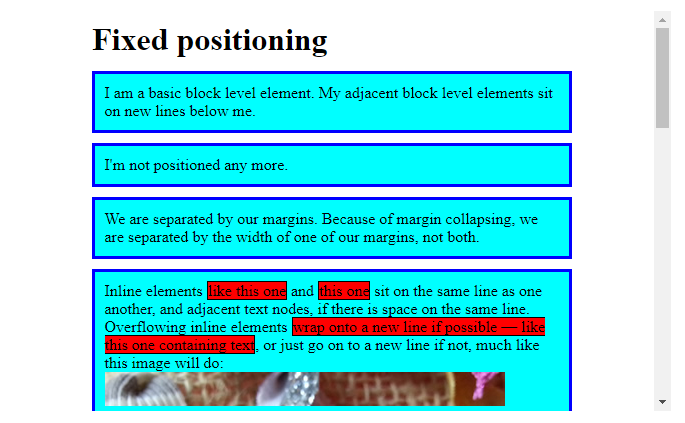 Fixed positioning
I am a basic block level element. My adjacent block level elements sit
on new lines below me.
I'm not positioned any more.
We are separated by our margins. Because of margin collapsing, we
are separated by the width of one of our margins, not both.
Inline elements like this one and this one sit on the same line as one
another, and adjacent text nodes, if there is space on the same line.
Overflowing inline elements wrap onto a new line if possible — like
this one containing text, or just go on to a new line if not, much like
this image will do: